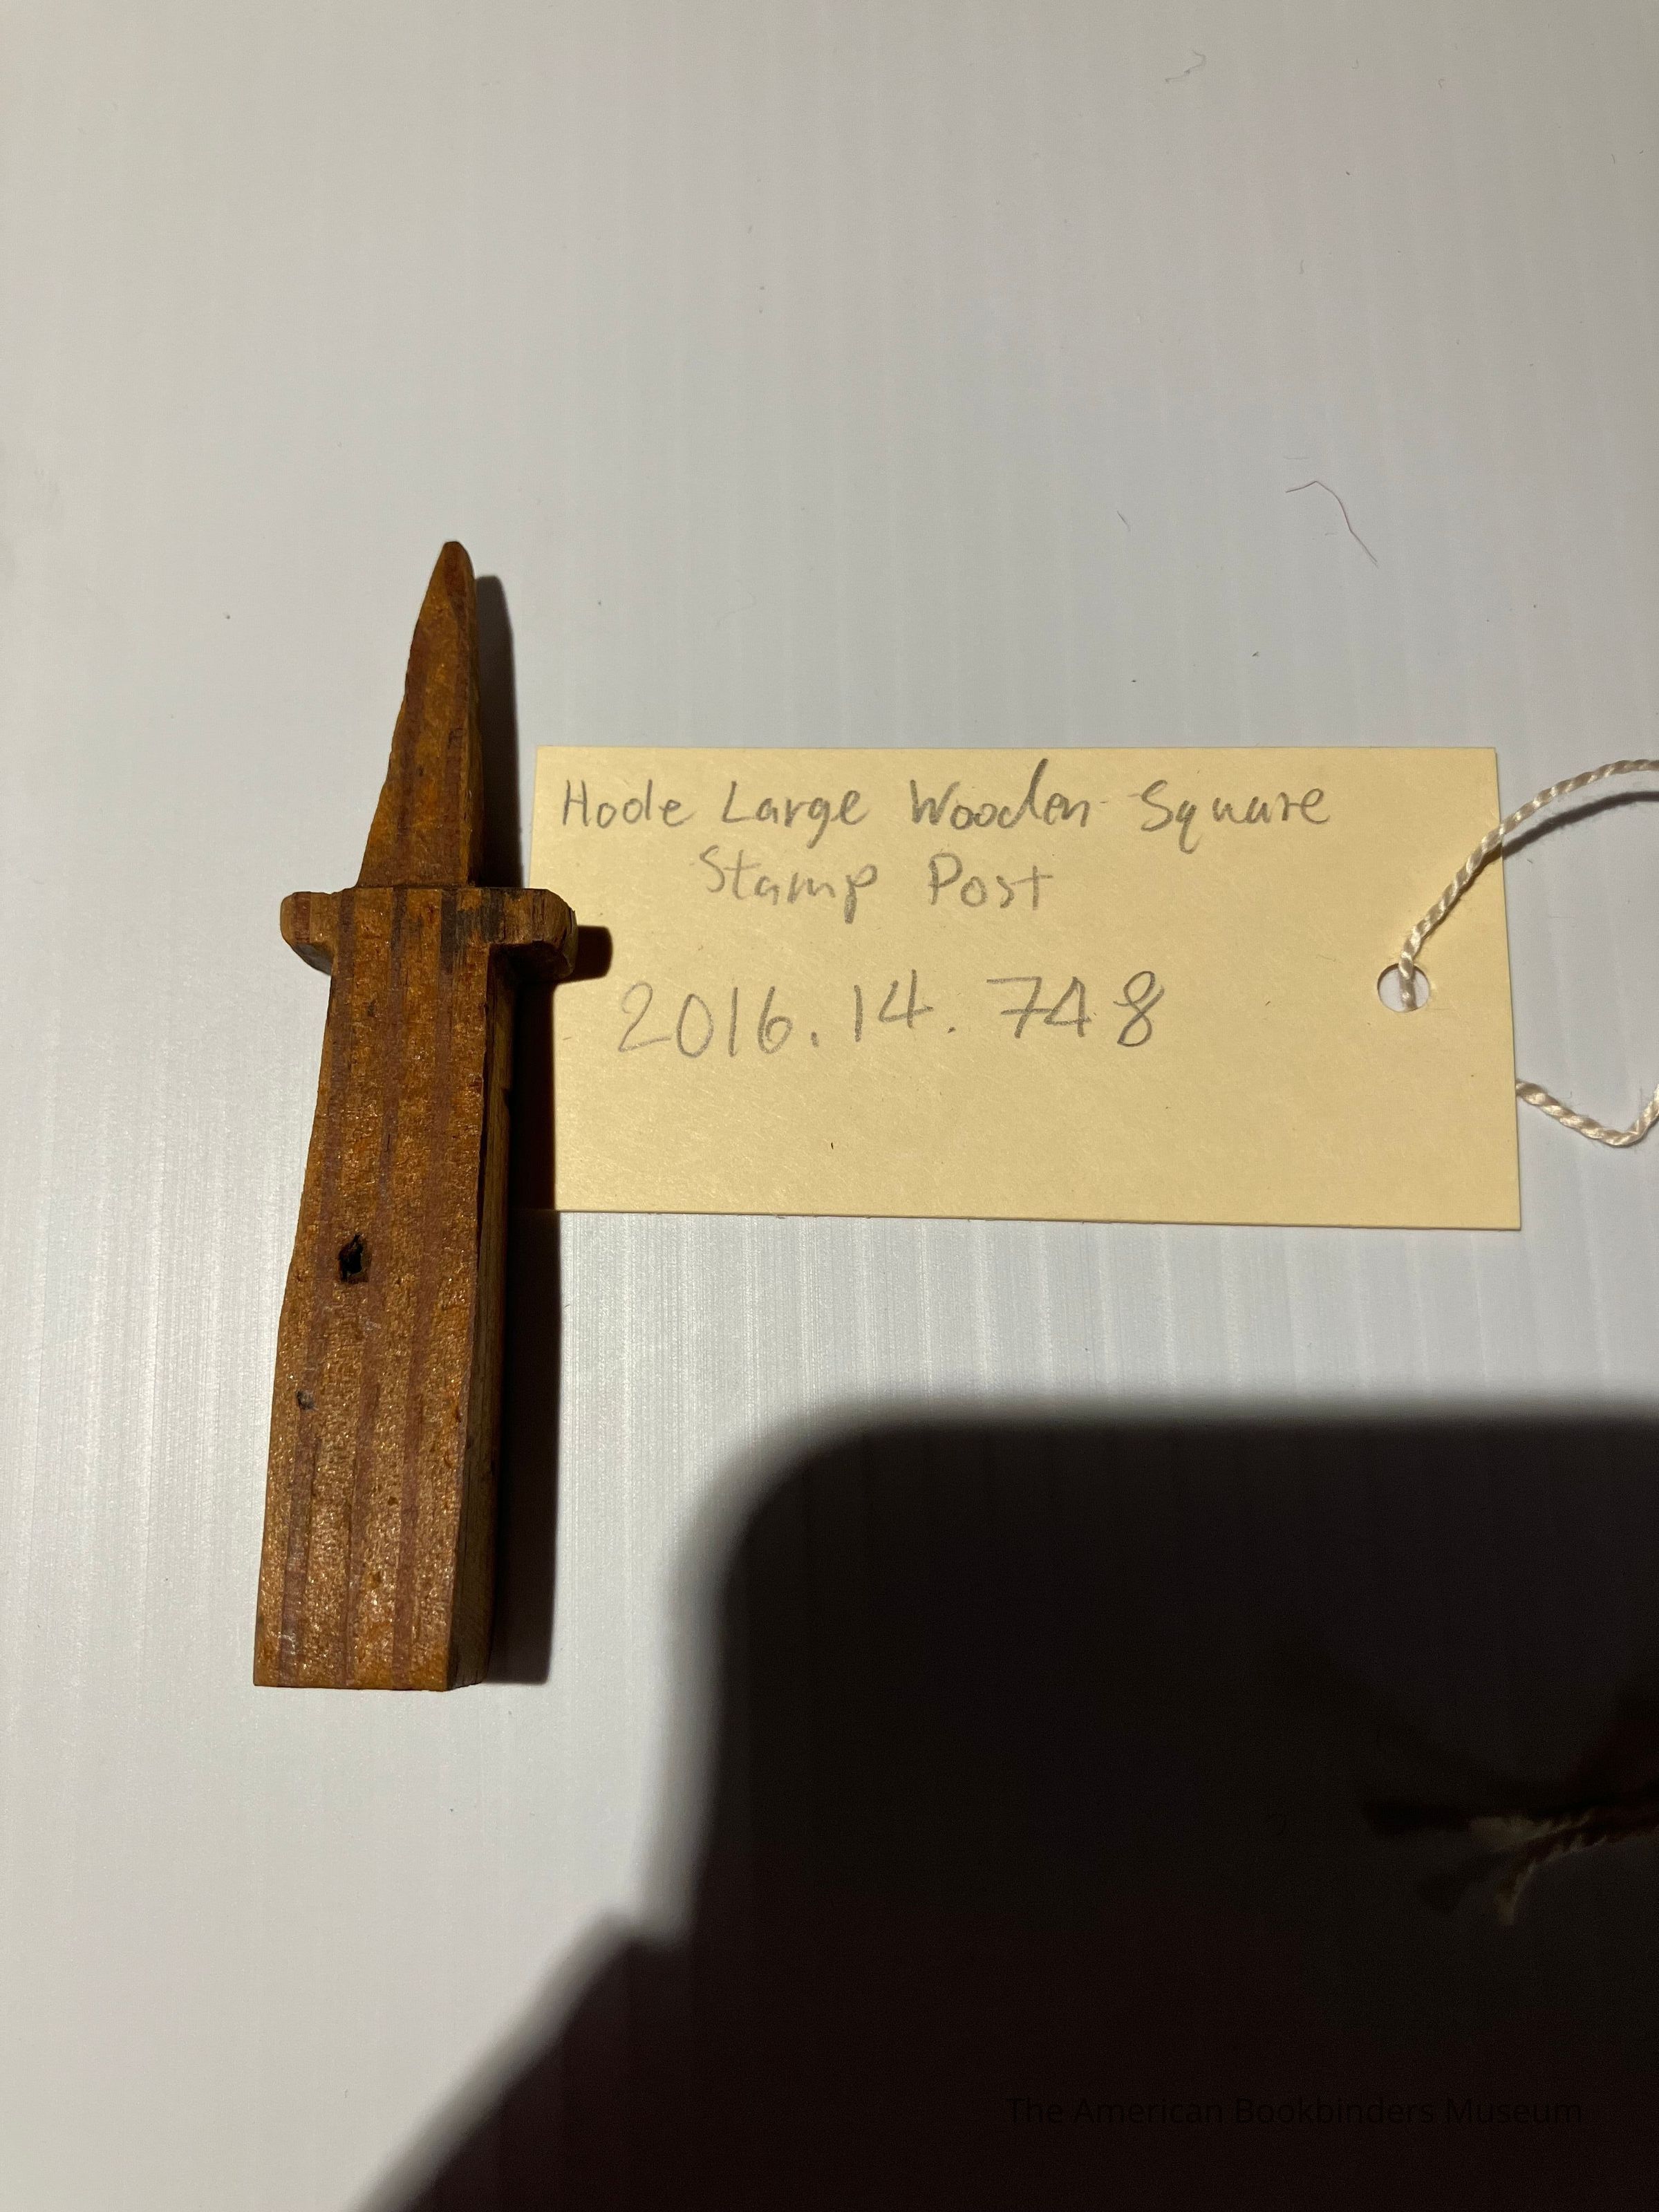 Hoole Large Wooden Square
Stamp Post
2016.14.748
The American Bookbinders Museum